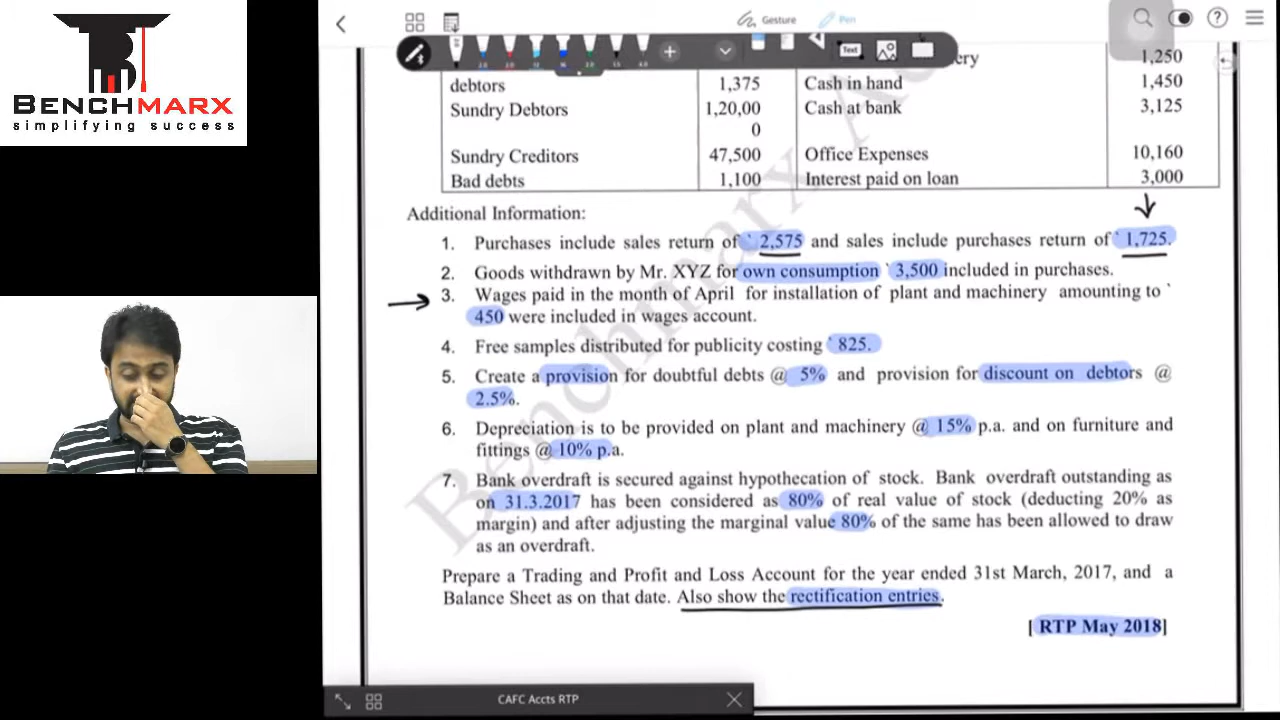 BENCHMARX
simplifying success
Gesture
Pen
Text
ery 1,250
debtors 1,375 Cash in hand 1,450
Sundry Debtors 1,20,00 Cash at bank 3,125
0
Sundry Creditors 47,500 Office Expenses 10,160
Bad debts 1,100 Interest paid on loan 3,000
Additional Information:
1. Purchases include sales return of ` 2,575 and sales include purchases return of ` 1,725.
2. Goods withdrawn by Mr. XYZ for own consumption ` 3,500 included in purchases.
3. Wages paid in the month of April for installation of plant and machinery amounting to `
450 were included in wages account.
4. Free samples distributed for publicity costing ` 825.
5. Create a provision for doubtful debts @ 5% and provision for discount on debtors @
2.5%.
6. Depreciation is to be provided on plant and machinery @ 15% p.a. and on furniture and
fittings @ 10% p.a.
7. Bank overdraft is secured against hypothecation of stock. Bank overdraft outstanding as
on 31.3.2017 has been considered as 80% of real value of stock (deducting 20% as
margin) and after adjusting the marginal value 80% of the same has been allowed to draw
as an overdraft.
Prepare a Trading and Profit and Loss Account for the year ended 31st March, 2017, and a
Balance Sheet as on that date. Also show the rectification entries.
[ RTP May 2018]
CAFC Accts RTP